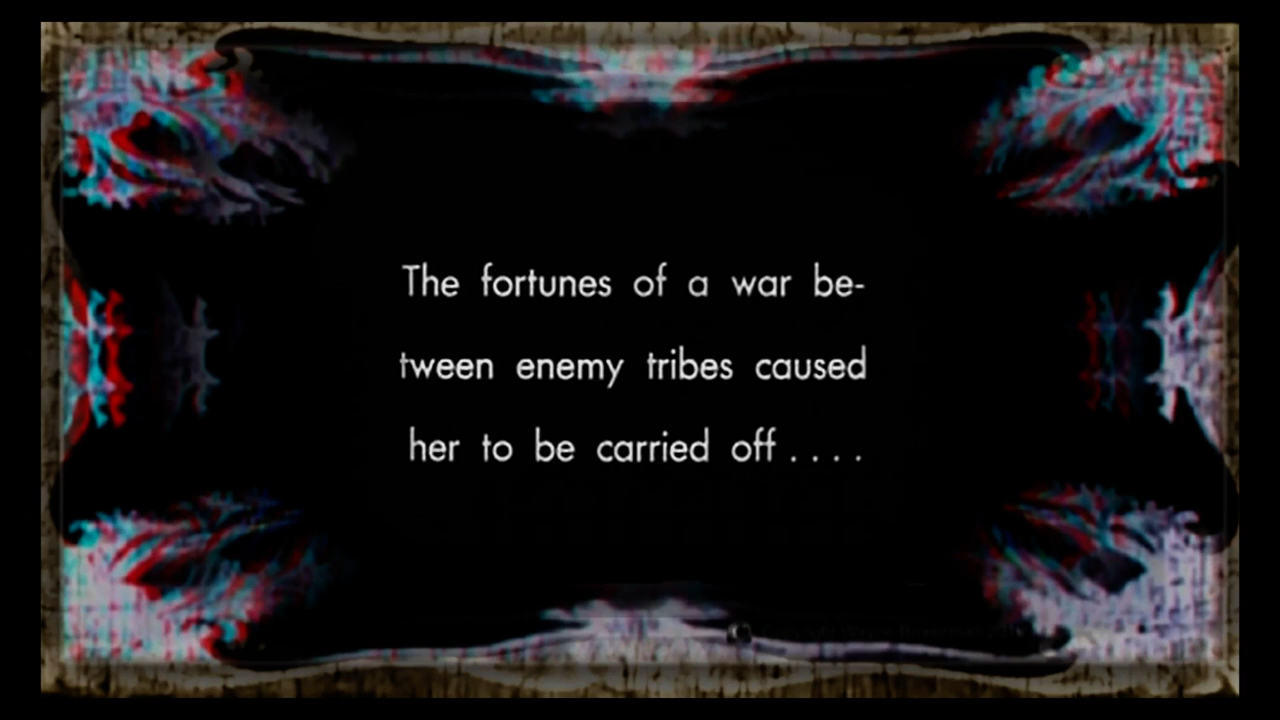 The fortunes of a war be-
tween enemy tribes caused
her to be carried off . . . .